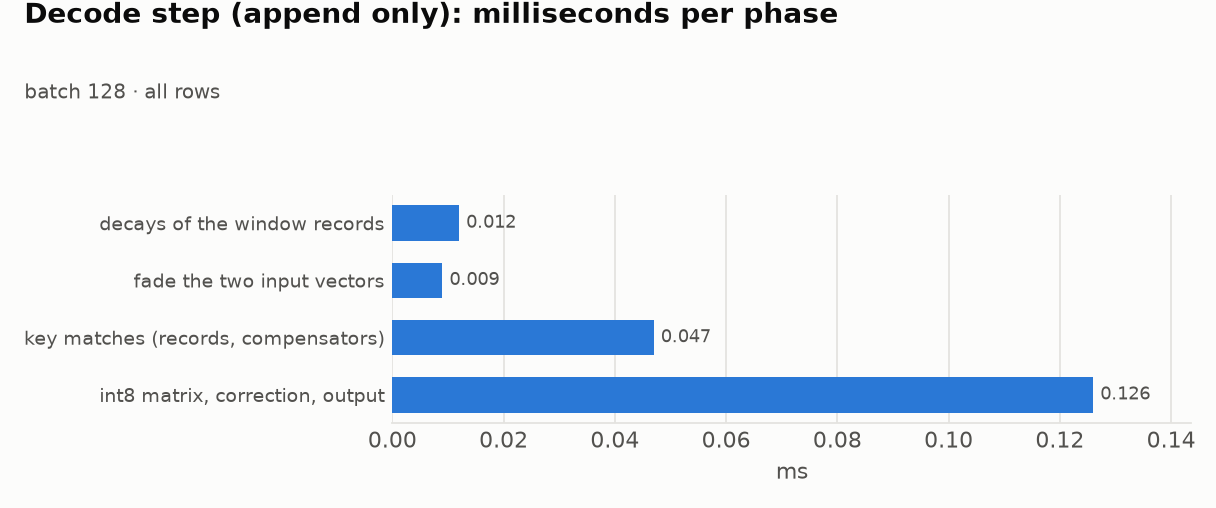 Decode step (append only): milliseconds per phase
batch 128 · all rows
decays of the window records
0.012
fade the two input vectors
0.009
key matches (records, compensators)
0.047
int8 matrix, correction, output
0.126
0.00 0.02 0.04 0.06 0.08 0.10 0.12 0.14
ms